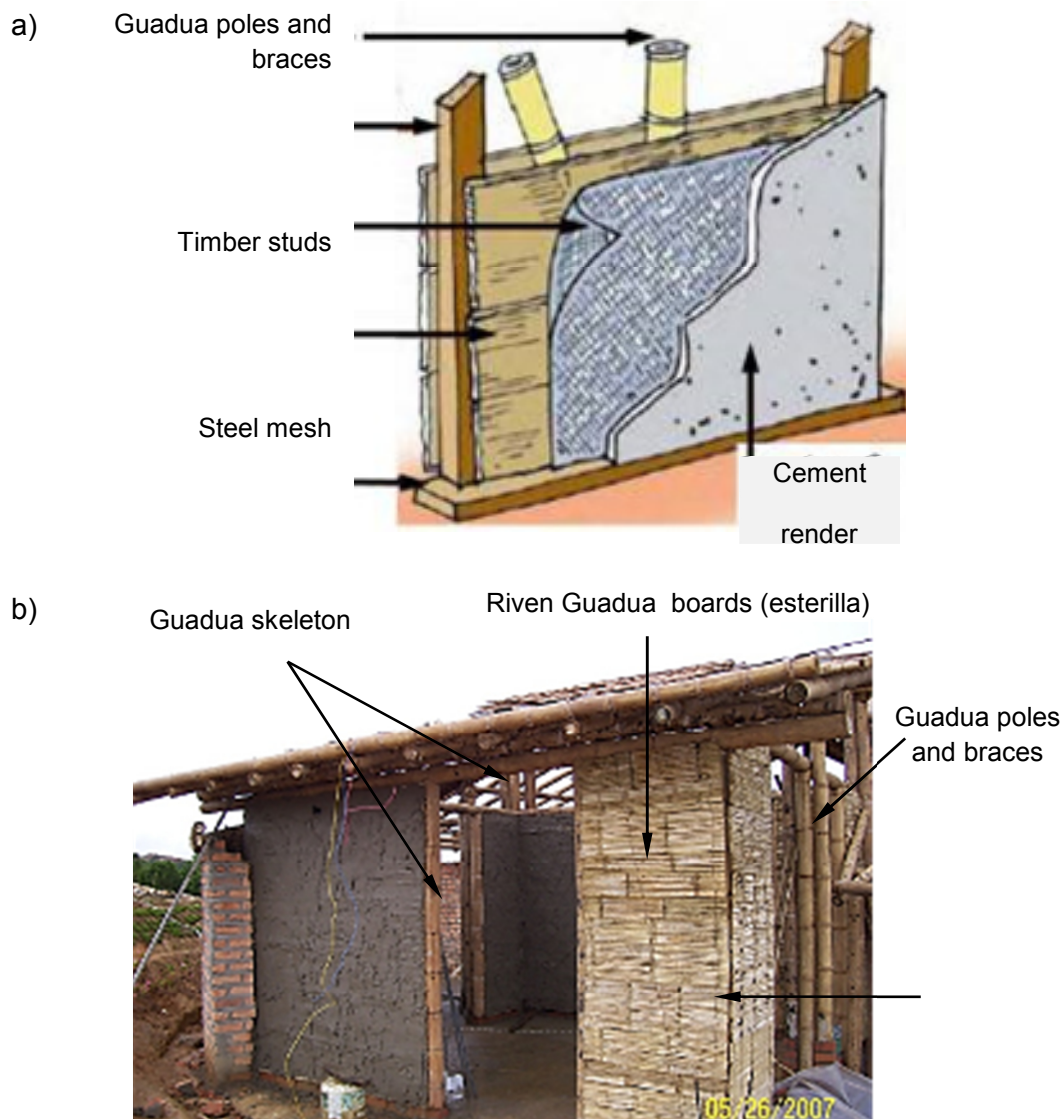 a)
Guadua poles and
braces
Timber studs
Steel mesh
Cement
render
b)
Guadua skeleton
Riven Guadua boards (esterilla)
Guadua poles
and braces
05/26/2007